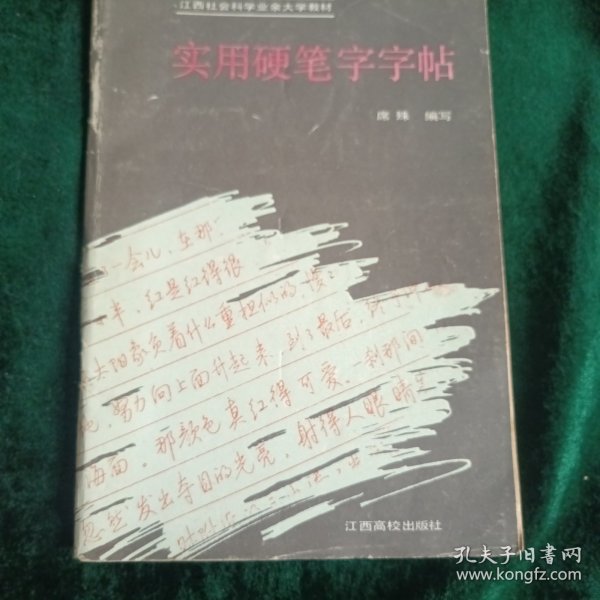 江西社会科学业余大学教材
实用硬笔字字帖
席殊 编写
一会儿,在那
半,红是红得很
太阳象负着什么重担似的,慢
努力向上面升起来,到了最后,终于
海面,那颜色真红得可爱。一刹那间
忽然发出夺目的光亮,射得人眼睛
江西高校出版社
孔夫子旧书网
www.kongfz.com